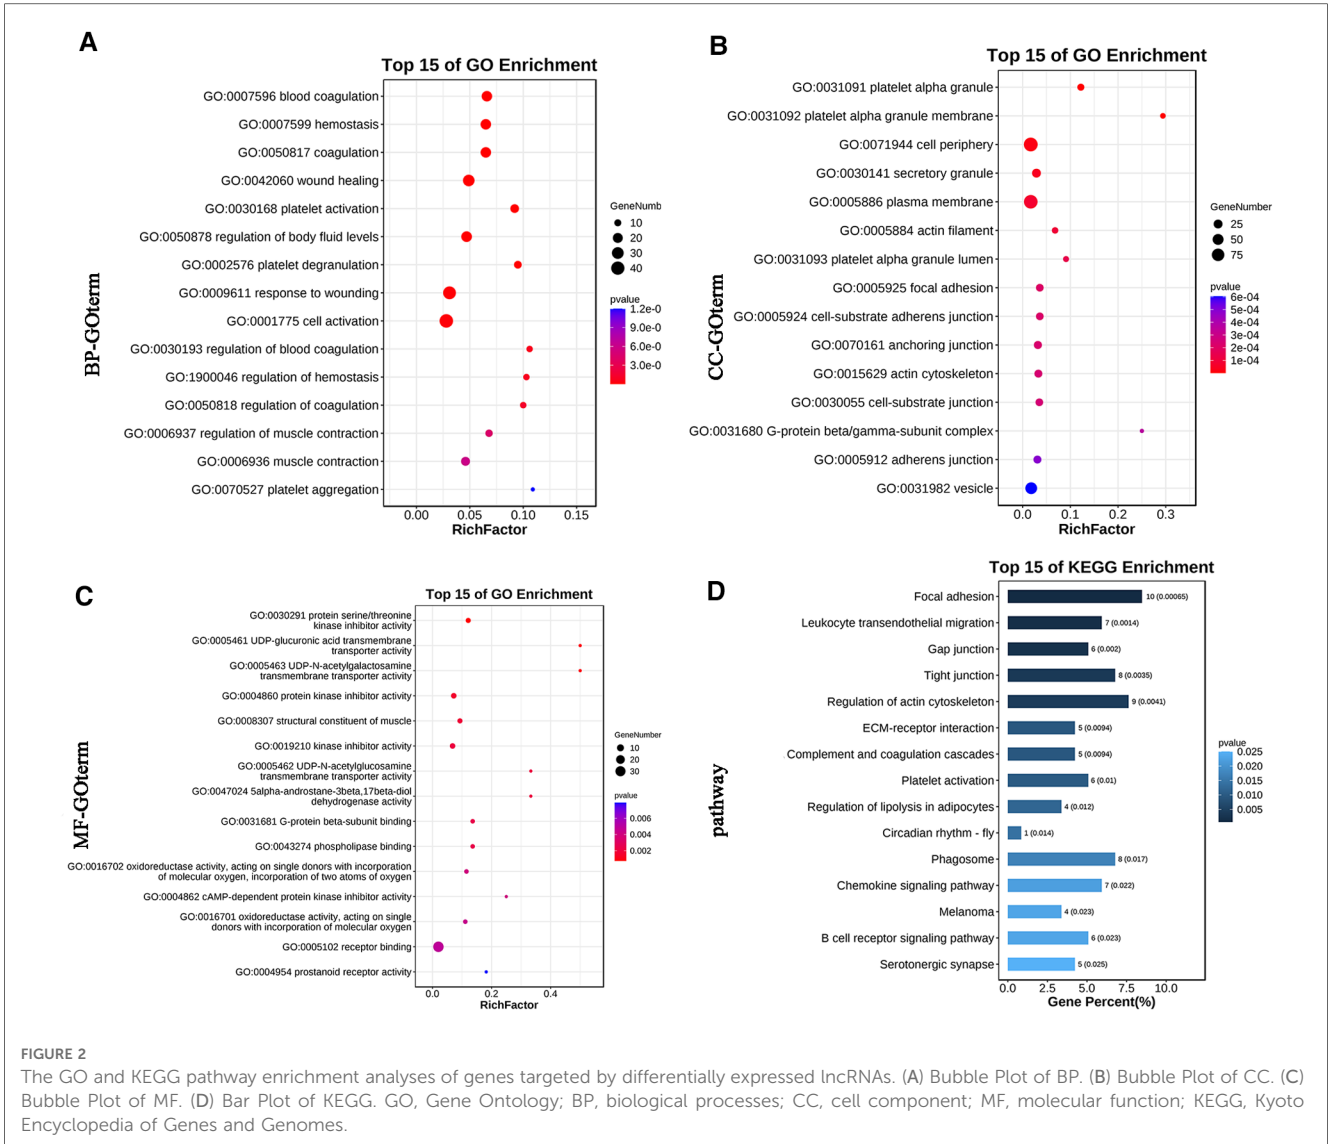 A
Top 15 of GO Enrichment
BP-GOterm
GO:0007596 blood coagulation
GO:0007599 hemostasis
GO:0050817 coagulation
GO:0042060 wound healing
GO:0030168 platelet activation
GO:0050878 regulation of body fluid levels
GO:0002576 platelet degranulation
GO:0009611 response to wounding
GO:0001775 cell activation
GO:0030193 regulation of blood coagulation
GO:1900046 regulation of hemostasis
GO:0050818 regulation of coagulation
GO:0006937 regulation of muscle contraction
GO:0006936 muscle contraction
GO:0070527 platelet aggregation
0.00 0.05 0.10 0.15
RichFactor
GeneNumb
10
20
30
40
pvalue
1.2e-0
9.0e-0
6.0e-0
3.0e-0
B
Top 15 of GO Enrichment
CC-GOterm
GO:0031091 platelet alpha granule
GO:0031092 platelet alpha granule membrane
GO:0071944 cell periphery
GO:0030141 secretory granule
GO:0005886 plasma membrane
GO:0005884 actin filament
GO:0031093 platelet alpha granule lumen
GO:0005925 focal adhesion
GO:0005924 cell-substrate adherens junction
GO:0070161 anchoring junction
GO:0015629 actin cytoskeleton
GO:0030055 cell-substrate junction
GO:0031680 G-protein beta/gamma-subunit complex
GO:0005912 adherens junction
GO:0031982 vesicle
0.0 0.1 0.2 0.3
RichFactor
GeneNumber
25
50
75
pvalue
6e-04
5e-04
4e-04
3e-04
2e-04
1e-04
C
Top 15 of GO Enrichment
MF-GOterm
GO:0030291 protein serine/threonine
kinase inhibitor activity
GO:0005461 UDP-glucuronic acid transmembrane
transporter activity
GO:0005463 UDP-N-acetylgalactosamine
transmembrane transporter activity
GO:0004860 protein kinase inhibitor activity
GO:0008307 structural constituent of muscle
GO:0019210 kinase inhibitor activity
GO:0005462 UDP-N-acetylglucosamine
transmembrane transporter activity
GO:0047024 5alpha-androstane-3beta,17beta-diol
dehydrogenase activity
GO:0031681 G-protein beta-subunit binding
GO:0043274 phospholipase binding
GO:0016702 oxidoreductase activity, acting on single donors with incorporation
of molecular oxygen, incorporation of two atoms of oxygen
GO:0004862 cAMP-dependent protein kinase inhibitor activity
GO:0016701 oxidoreductase activity, acting on single
donors with incorporation of molecular oxygen
GO:0005102 receptor binding
GO:0004954 prostanoid receptor activity
0.0 0.2 0.4
RichFactor
GeneNumber
10
20
30
pvalue
0.006
0.004
0.002
D
Top 15 of KEGG Enrichment
pathway
Focal adhesion 10 (0.00065)
Leukocyte transendothelial migration 7 (0.0014)
Gap junction 6 (0.002)
Tight junction 8 (0.0035)
Regulation of actin cytoskeleton 9 (0.0041)
ECM-receptor interaction 5 (0.0094)
Complement and coagulation cascades 5 (0.0094)
Platelet activation 6 (0.01)
Regulation of lipolysis in adipocytes 4 (0.012)
Circadian rhythm - fly 1 (0.014)
Phagosome 8 (0.017)
Chemokine signaling pathway 7 (0.022)
Melanoma 4 (0.023)
B cell receptor signaling pathway 6 (0.023)
Serotonergic synapse 5 (0.025)
0.0 2.5 5.0 7.5 10.0
Gene Percent(%)
pvalue
0.025
0.020
0.015
0.010
0.005
FIGURE 2
The GO and KEGG pathway enrichment analyses of genes targeted by differentially expressed lncRNAs. (A) Bubble Plot of BP. (B) Bubble Plot of CC. (C)
Bubble Plot of MF. (D) Bar Plot of KEGG. GO, Gene Ontology; BP, biological processes; CC, cell component; MF, molecular function; KEGG, Kyoto
Encyclopedia of Genes and Genomes.